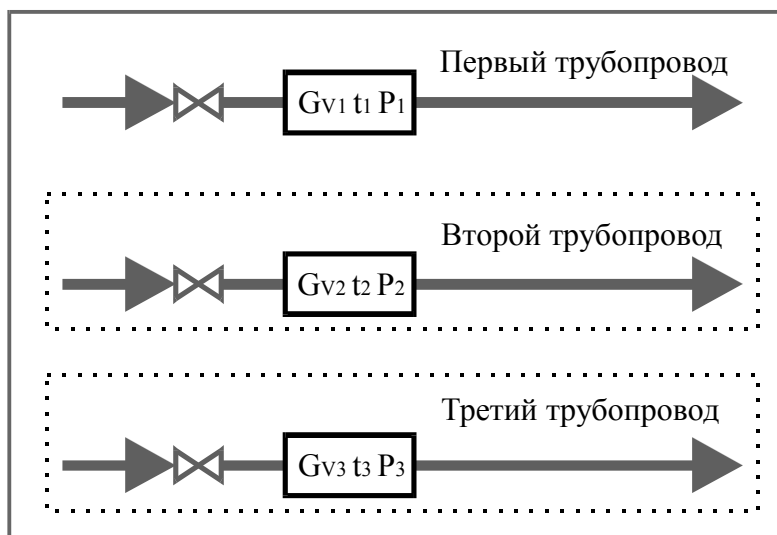 Первый трубопровод
GV1 t1 P1
Второй трубопровод
GV2 t2 P2
Третий трубопровод
GV3 t3 P3